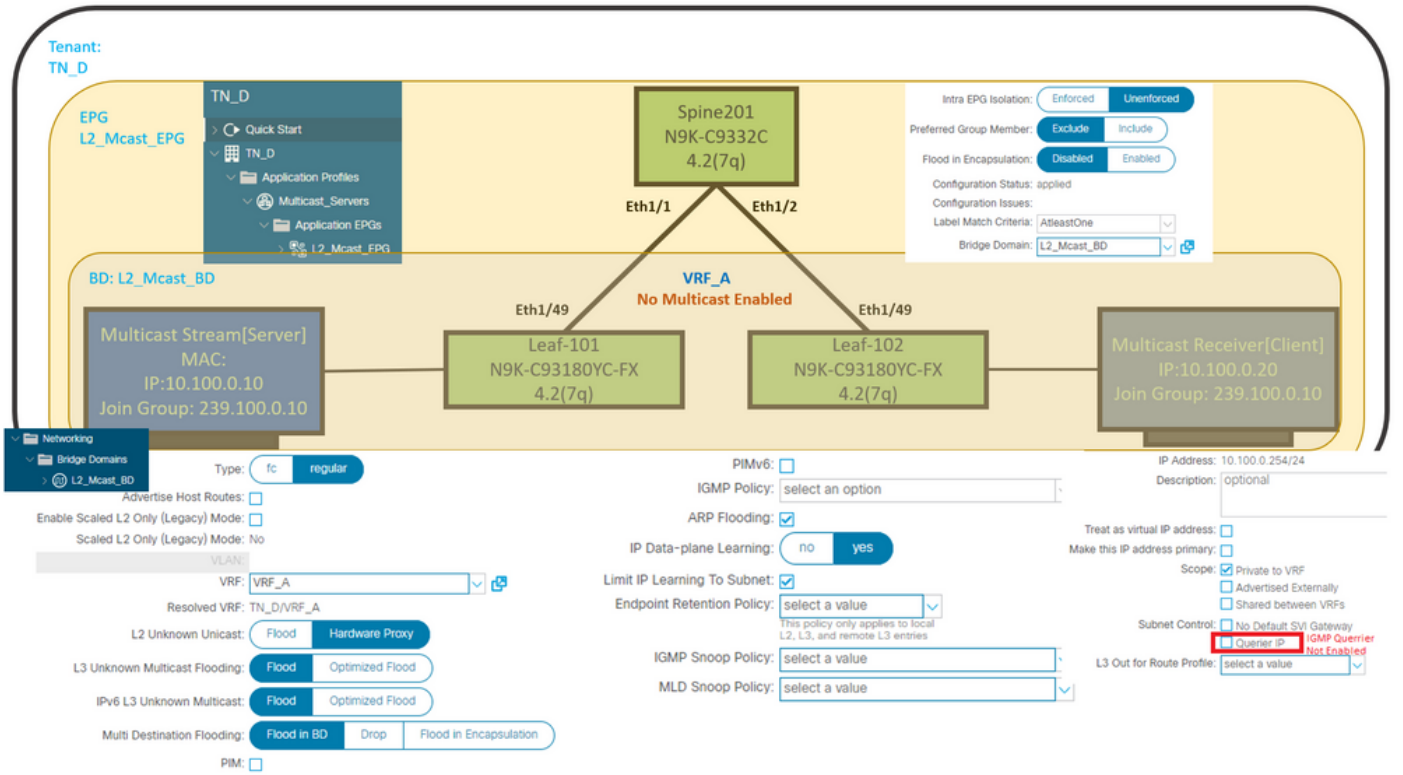 Tenant:
TN_D
EPG
L2_Mcast_EPG
TN_D
Quick Start
TN_D
Application Profiles
Multicast_Servers
Application EPGs
L2_Mcast_EPG
Spine201
N9K-C9332C
4.2(7q)
Eth1/1
Eth1/2
Intra EPG Isolation: Enforced Unenforced
Preferred Group Member: Exclude Include
Flood in Encapsulation: Disabled Enabled
Configuration Status: applied
Configuration Issues:
Label Match Criteria: AtleastOne
Bridge Domain: L2_Mcast_BD
BD: L2_Mcast_BD
VRF_A
No Multicast Enabled
Eth1/49
Eth1/49
Multicast Stream[Server]
MAC:
IP:10.100.0.10
Join Group: 239.100.0.10
Leaf-101
N9K-C93180YC-FX
4.2(7q)
Leaf-102
N9K-C93180YC-FX
4.2(7q)
Multicast Receiver[Client]
IP:10.100.0.20
Join Group: 239.100.0.10
Networking
Bridge Domains
L2_Mcast_BD
Type: fc regular
Advertise Host Routes:
Enable Scaled L2 Only (Legacy) Mode:
Scaled L2 Only (Legacy) Mode: No
VLAN:
VRF: VRF_A
Resolved VRF: TN_D/VRF_A
L2 Unknown Unicast: Flood Hardware Proxy
L3 Unknown Multicast Flooding: Flood Optimized Flood
IPv6 L3 Unknown Multicast: Flood Optimized Flood
Multi Destination Flooding: Flood in BD Drop Flood in Encapsulation
PIM:
PIMv6:
IGMP Policy: select an option
ARP Flooding:
IP Data-plane Learning: no yes
Limit IP Learning To Subnet:
Endpoint Retention Policy: select a value
This policy only applies to local
L2, L3, and remote L3 entries
IGMP Snoop Policy: select a value
MLD Snoop Policy: select a value
IP Address: 10.100.0.254/24
Description: optional
Treat as virtual IP address:
Make this IP address primary:
Scope: Private to VRF
Advertised Externally
Shared between VRFs
Subnet Control: No Default SVI Gateway
Querier IP
IGMP Querrier
Not Enabled
L3 Out for Route Profile: select a value